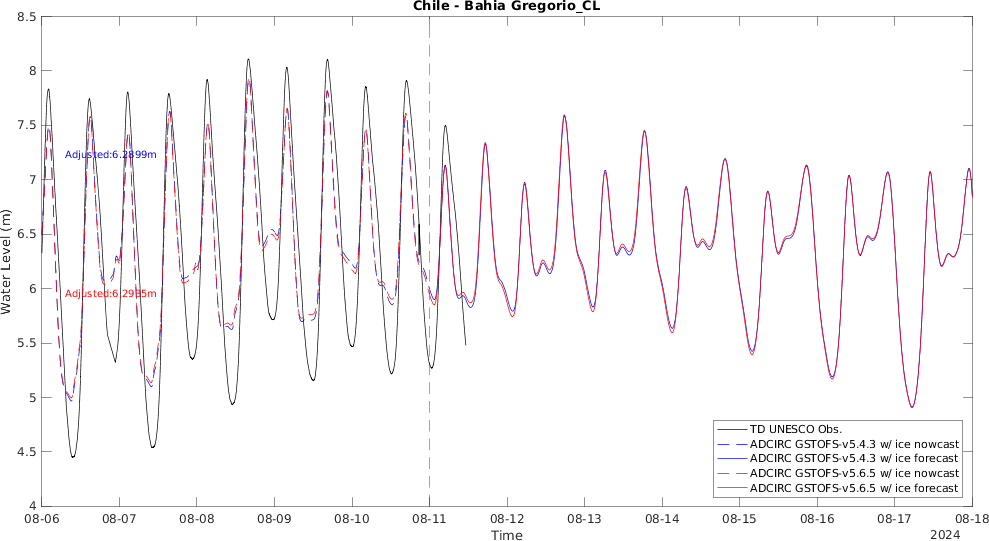 Chile - Bahia Gregorio_CL
8.5
8
7.5
7
6.5
6
5.5
5
4.5
4
Water Level (m)
Adjusted:6.2899m
Adjusted:6.2935m
TD UNESCO Obs.
ADCIRC GSTOFS-v5.4.3 w/ ice nowcast
ADCIRC GSTOFS-v5.4.3 w/ ice forecast
ADCIRC GSTOFS-v5.6.5 w/ ice nowcast
ADCIRC GSTOFS-v5.6.5 w/ ice forecast
08-06 08-07 08-08 08-09 08-10 08-11 08-12 08-13 08-14 08-15 08-16 08-17 08-18
Time
2024